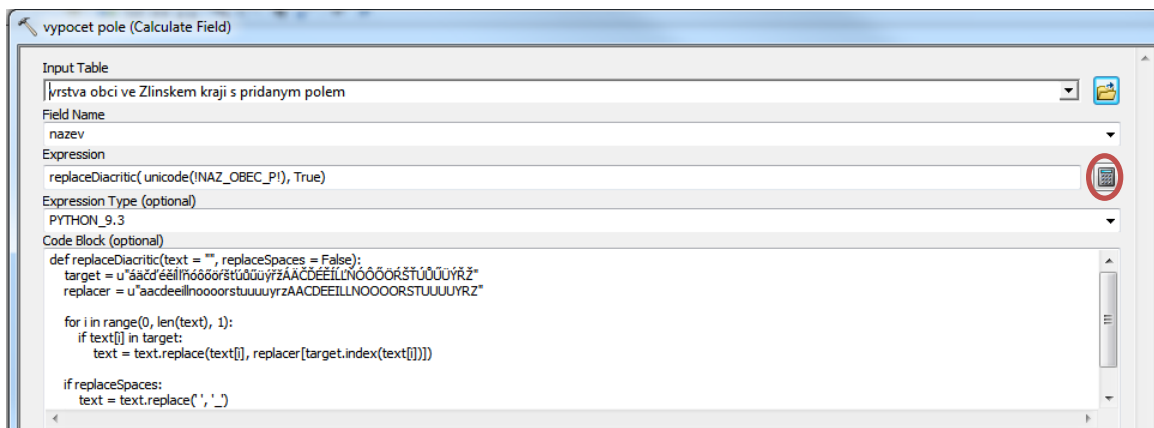 vypocet pole (Calculate Field)
Input Table
vrstva obci ve Zlinskem kraji s pridanym polem
Field Name
nazev
Expression
replaceDiacritic( unicode(!NAZ_OBEC_P!), True)
Expression Type (optional)
PYTHON_9.3
Code Block (optional)
def replaceDiacritic(text = "", replaceSpaces = False):
target = u"áäčďéěíĺľňóôőöŕšťúůűüýřžÁÄČĎÉĚÍĹĽŇÓÔŐÖŔŠŤÚŮŰÜÝŘŽ"
replacer = u"aacdeeillnoooorstuuuuyrzAACDEEILLNOOOORSTUUUUYRZ"
for i in range(0, len(text), 1):
if text[i] in target:
text = text.replace(text[i], replacer[target.index(text[i])])
if replaceSpaces:
text = text.replace(' ', '_')